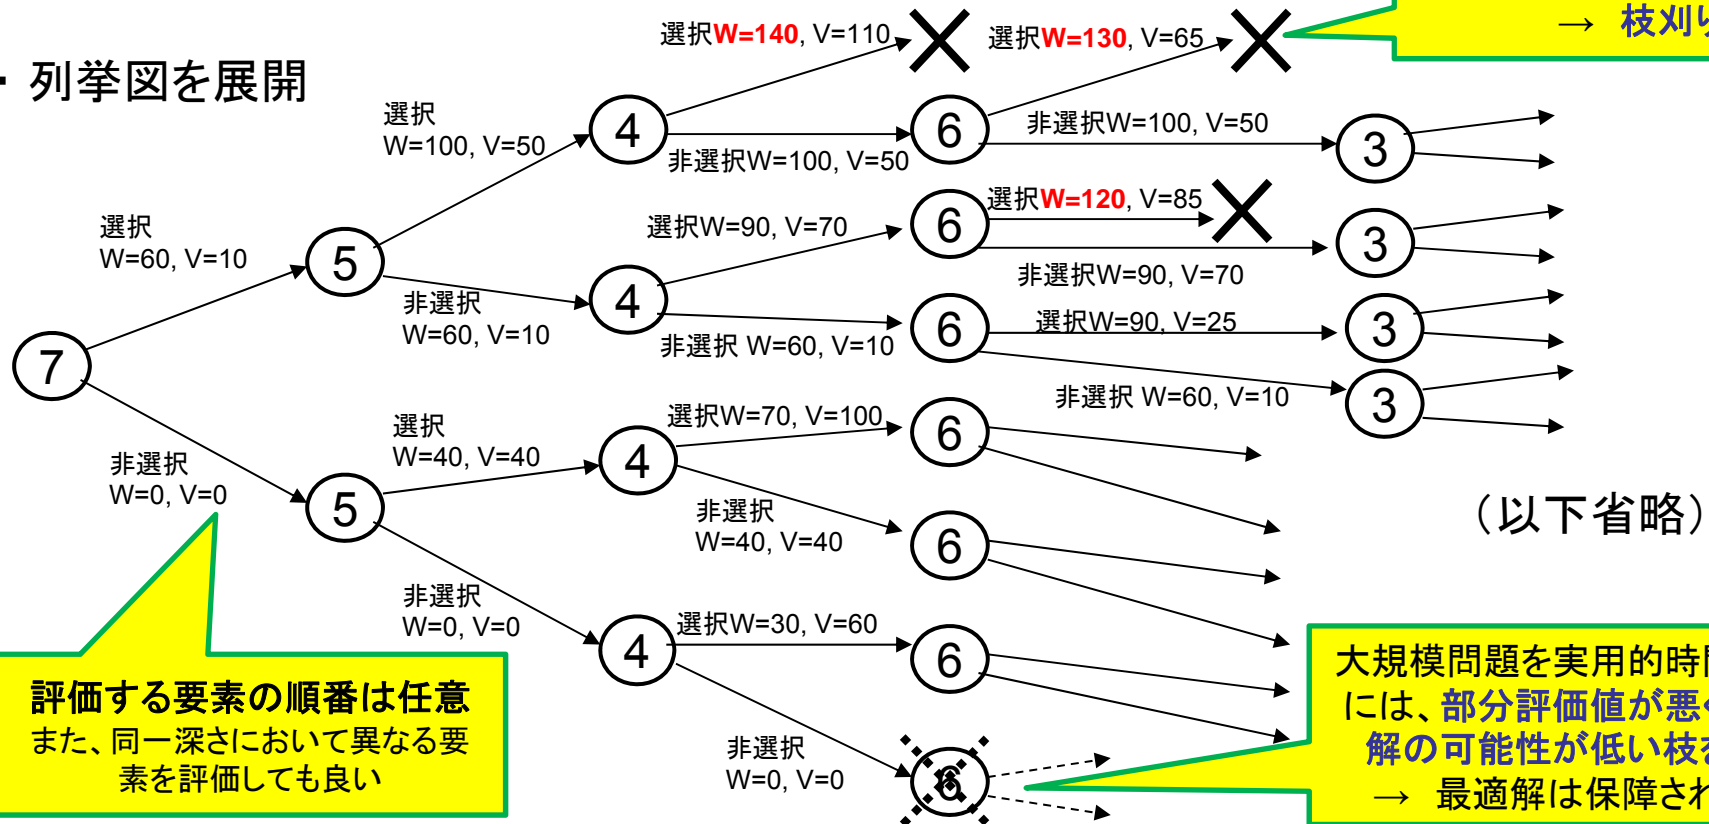 → 枝刈り
・ 列挙図を展開
選択W=140, V=110
選択W=130, V=65
選択
W=100, V=50
4
非選択W=100, V=50
6
非選択W=100, V=50
3
選択
W=60, V=10
5
選択W=90, V=70
6
選択W=120, V=85
非選択W=90, V=70
3
非選択
W=60, V=10
4
非選択 W=60, V=10
6
選択W=90, V=25
3
非選択 W=60, V=10
3
7
非選択
W=0, V=0
選択
W=40, V=40
4
選択W=70, V=100
6
5
非選択
W=40, V=40
6
(以下省略)
非選択
W=0, V=0
4
選択W=30, V=60
6
非選択
W=0, V=0
6
評価する要素の順番は任意
また、同一深さにおいて異なる要
素を評価しても良い
大規模問題を実用的時間
には、部分評価値が悪く
解の可能性が低い枝を
→ 最適解は保障され